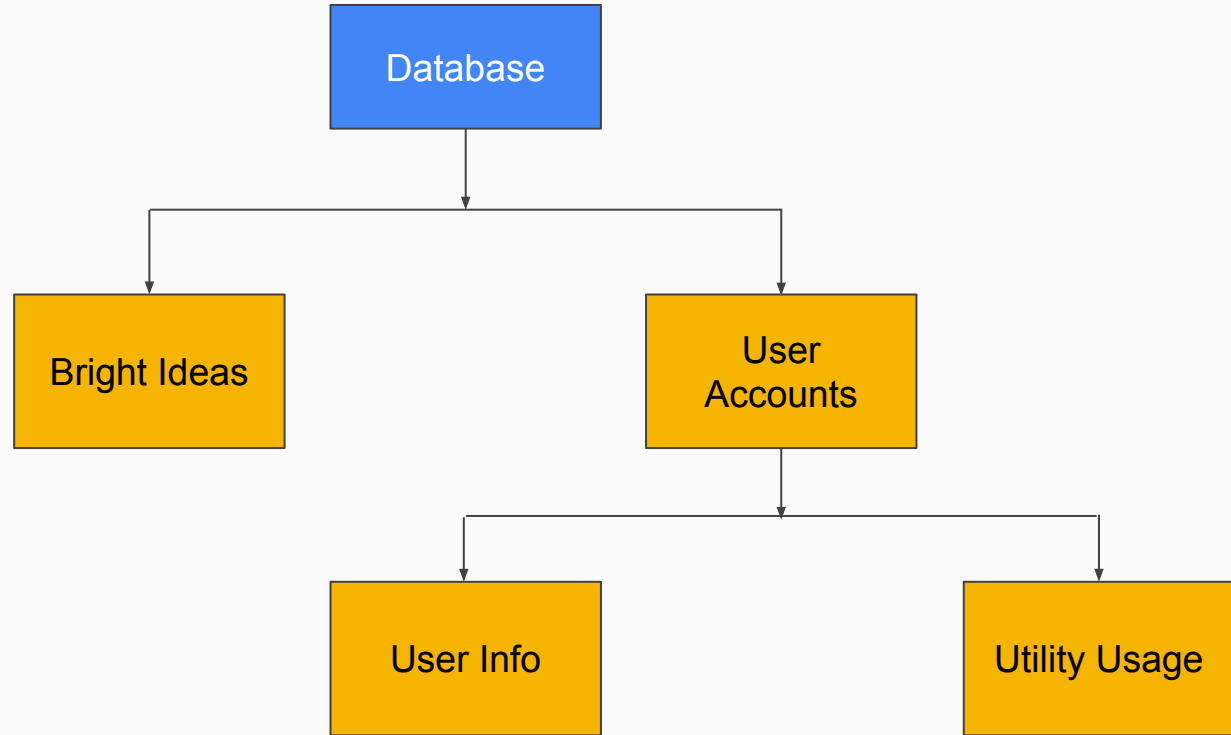 Database
Bright Ideas
User
Accounts
User Info
Utility Usage